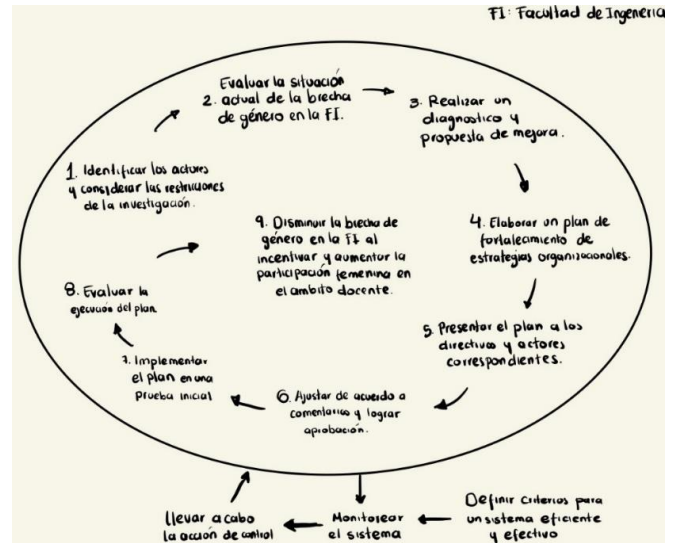 FI: Facultad de Ingenería
Evaluar la situación
2. actual de la brecha
de género en la FI.
3. Realizar un
diagnostico y
propuesta de mejora.
1. Identificar los actores
y considerar las restricciones
de la investigación.
9. Disminuir la brecha de
género en la FI al
incentivar y aumentar la
participación femenina en
el ambito docente.
4. Elaborar un plan de
fortalecimiento de
estrategias organizacionales.
8. Evaluar la
ejecución del plan.
5. Presentar el plan a los
directivos y actores
correspondientes.
7. Implementar
el plan en una
prueba inicial
6. Ajustar de acuerdo a
comentarios y lograr
aprobación.
Llevar a cabo
la acción de control
Monitorear
el sistema
Definir criterios para
un sistema eficiente
y efectivo